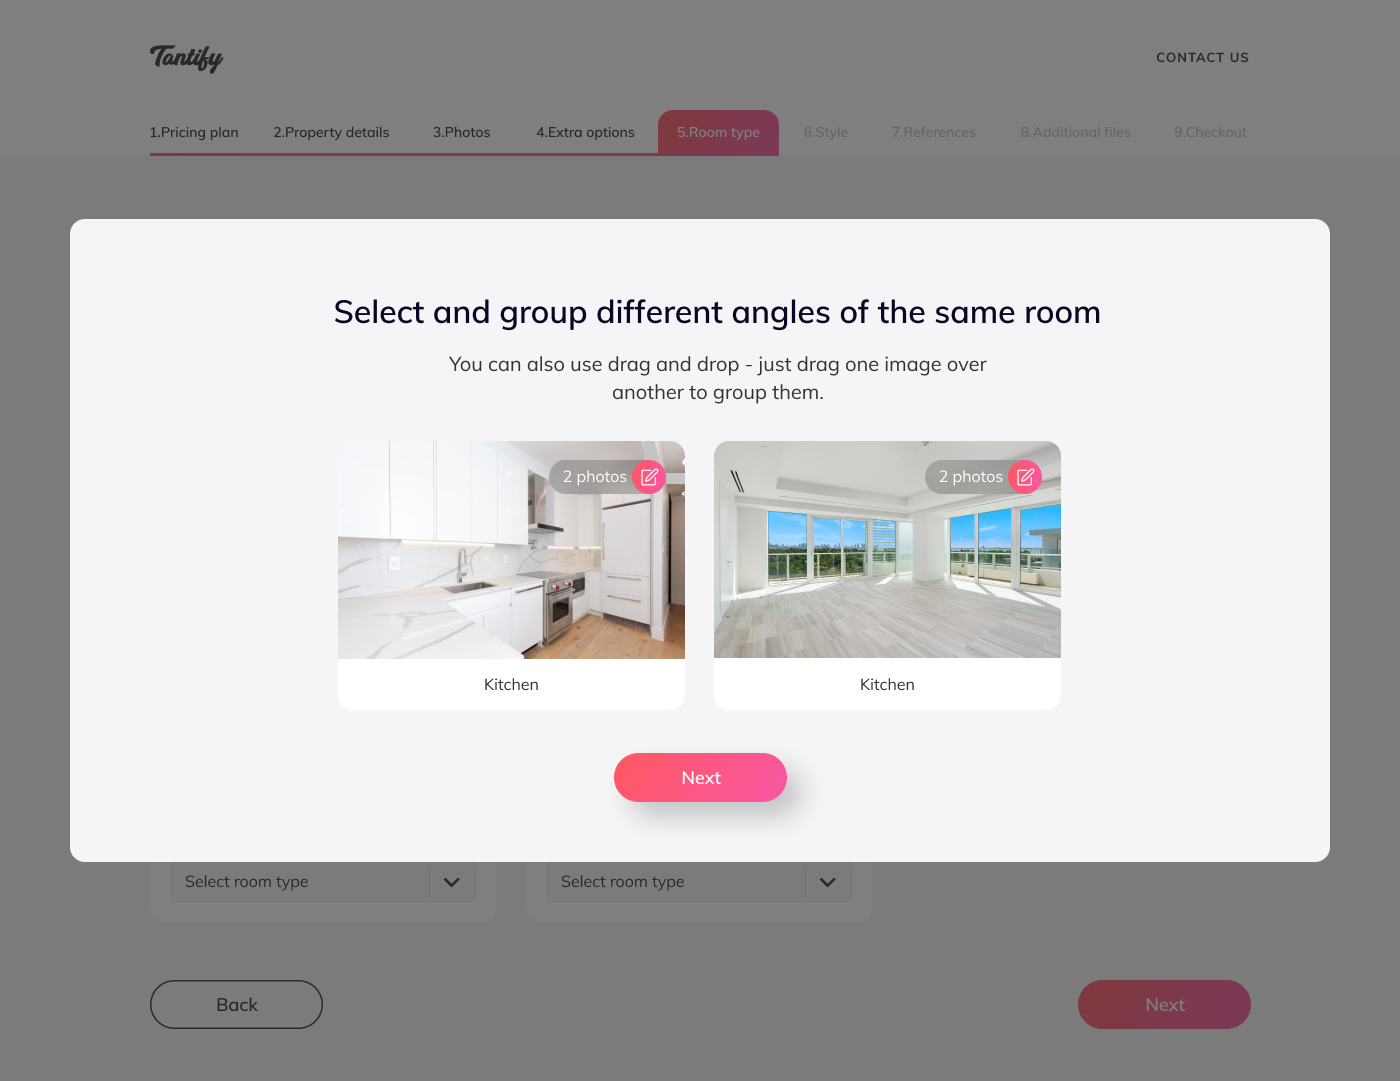 Tantify
CONTACT US
1.Pricing plan
2.Property details
3.Photos
4.Extra options
5.Room type
6.Style
7.References
8.Additional files
9.Checkout
Select and group different angles of the same room
You can also use drag and drop - just drag one image over
another to group them.
2 photos
2 photos
Kitchen
Kitchen
Next
Select room type
Select room type
Back
Next